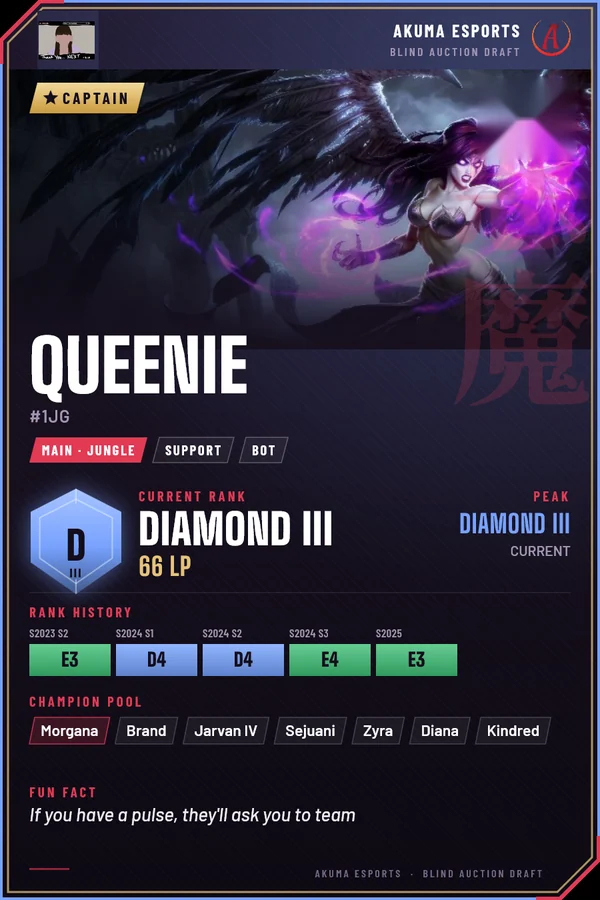 AKUMA ESPORTS
BLIND AUCTION DRAFT
A
★ CAPTAIN
魔
QUEENIE
#1JG
MAIN · JUNGLE
SUPPORT
BOT
D
III
CURRENT RANK
DIAMOND III
66 LP
PEAK
DIAMOND III
CURRENT
RANK HISTORY
S2023 S2 S2024 S1 S2024 S2 S2024 S3 S2025
E3 D4 D4 E4 E3
CHAMPION POOL
Morgana Brand Jarvan IV Sejuani Zyra Diana Kindred
FUN FACT
If you have a pulse, they'll ask you to team
AKUMA ESPORTS · BLIND AUCTION DRAFT